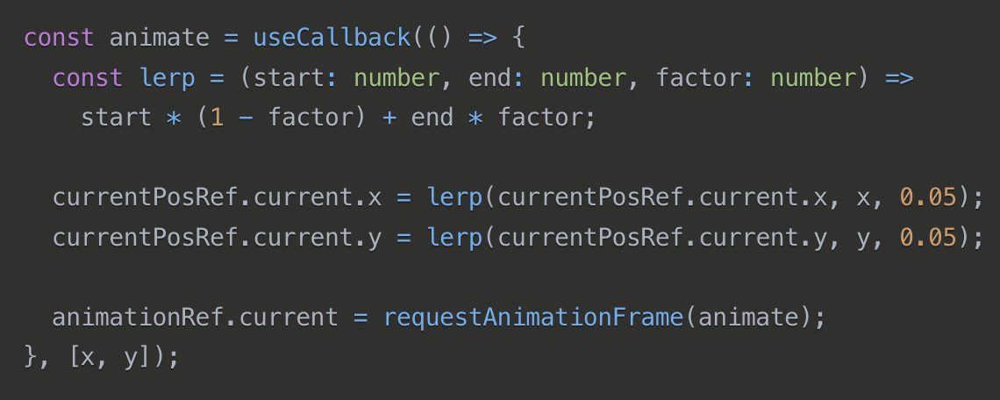 const animate = useCallback(() => {
  const lerp = (start: number, end: number, factor: number) =>
    start * (1 - factor) + end * factor;

  currentPosRef.current.x = lerp(currentPosRef.current.x, x, 0.05);
  currentPosRef.current.y = lerp(currentPosRef.current.y, y, 0.05);

  animationRef.current = requestAnimationFrame(animate);
}, [x, y]);